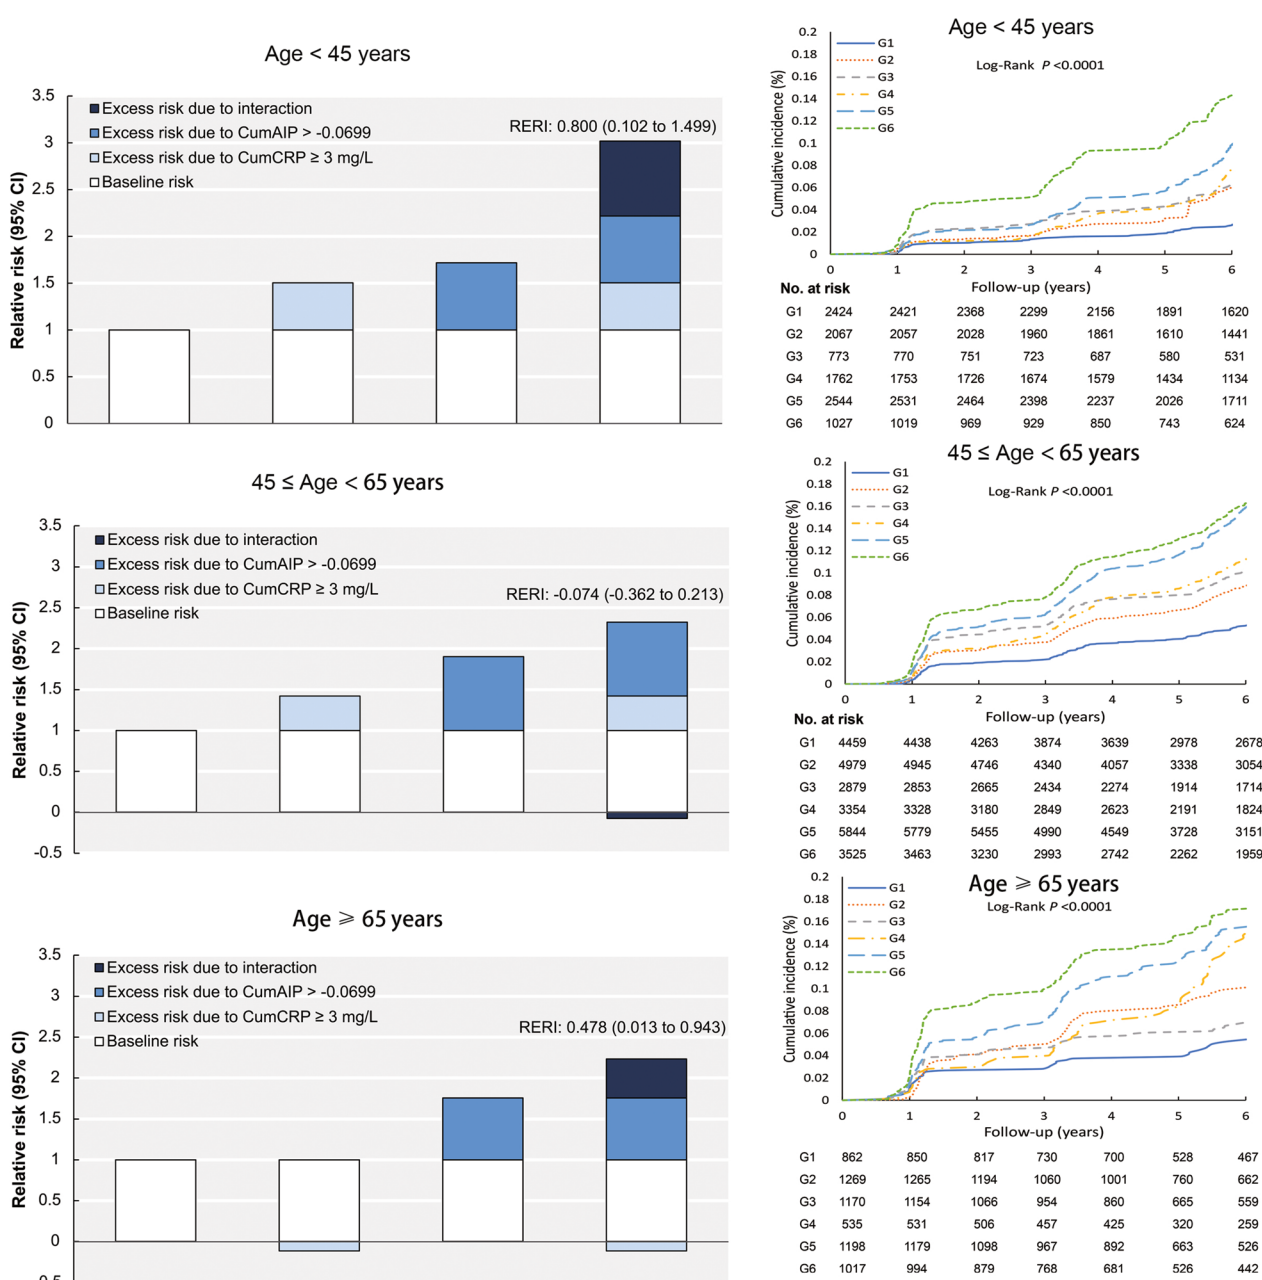 Age < 45 years
3.5
3
2.5
2
1.5
1
0.5
0
Relative risk (95% CI)
Excess risk due to interaction
Excess risk due to CumAIP > -0.0699
Excess risk due to CumCRP ≥ 3 mg/L
Baseline risk
RERI: 0.800 (0.102 to 1.499)
Age < 45 years
0.2
0.18
0.16
0.14
0.12
0.1
0.08
0.06
0.04
0.02
0
Cumulative incidence (%)
G1
G2
G3
G4
G5
G6
Log-Rank P <0.0001
0 1 2 3 4 5 6
Follow-up (years)
No. at risk
G1 2424 2421 2368 2299 2156 1891 1620
G2 2067 2057 2028 1960 1861 1610 1441
G3 773 770 751 723 687 580 531
G4 1762 1753 1726 1674 1579 1434 1134
G5 2544 2531 2464 2398 2237 2026 1711
G6 1027 1019 969 929 850 743 624
45 ≤ Age < 65 years
3.5
3
2.5
2
1.5
1
0.5
0
-0.5
Relative risk (95% CI)
Excess risk due to interaction
Excess risk due to CumAIP > -0.0699
Excess risk due to CumCRP ≥ 3 mg/L
Baseline risk
RERI: -0.074 (-0.362 to 0.213)
45 ≤ Age < 65 years
0.2
0.18
0.16
0.14
0.12
0.1
0.08
0.06
0.04
0.02
0
Cumulative incidence (%)
G1
G2
G3
G4
G5
G6
Log-Rank P <0.0001
0 1 2 3 4 5 6
Follow-up (years)
No. at risk
G1 4459 4438 4263 3874 3639 2978 2678
G2 4979 4945 4746 4340 4057 3338 3054
G3 2879 2853 2665 2434 2274 1914 1714
G4 3354 3328 3180 2849 2623 2191 1824
G5 5844 5779 5455 4990 4549 3728 3151
G6 3525 3463 3230 2993 2742 2262 1959
Age ⩾ 65 years
3.5
3
2.5
2
1.5
1
0.5
0
-0.5
Relative risk (95% CI)
Excess risk due to interaction
Excess risk due to CumAIP > -0.0699
Excess risk due to CumCRP ≥ 3 mg/L
Baseline risk
RERI: 0.478 (0.013 to 0.943)
Age ⩾ 65 years
0.2
0.18
0.16
0.14
0.12
0.1
0.08
0.06
0.04
0.02
0
Cumulative incidence (%)
G1
G2
G3
G4
G5
G6
Log-Rank P <0.0001
0 1 2 3 4 5 6
Follow-up (years)
G1 862 850 817 730 700 528 467
G2 1269 1265 1194 1060 1001 760 662
G3 1170 1154 1066 954 860 665 559
G4 535 531 506 457 425 320 259
G5 1198 1179 1098 967 892 663 526
G6 1017 994 879 768 681 526 442